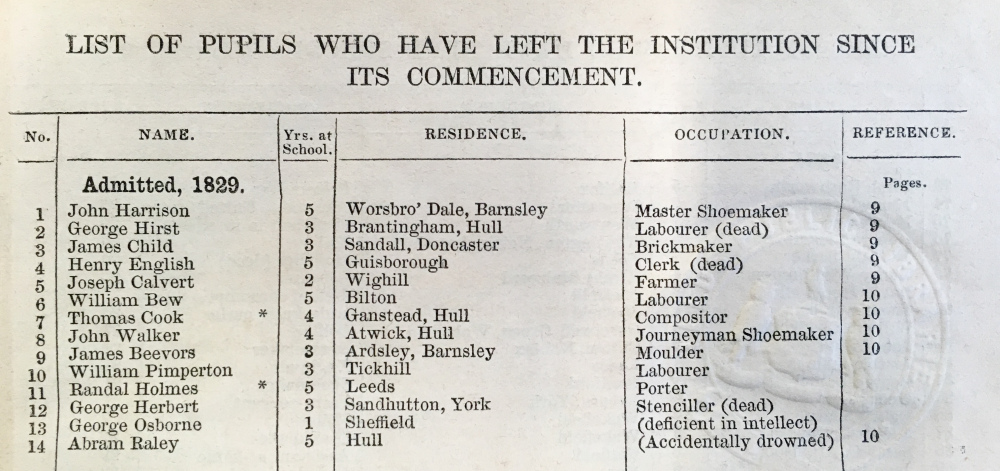 LIST OF PUPILS WHO HAVE LEFT THE INSTITUTION SINCE
ITS COMMENCEMENT.
No. NAME. Yrs. at School. RESIDENCE. OCCUPATION. REFERENCE.
Admitted, 1829. Pages.
1 John Harrison 5 Worsbro' Dale, Barnsley Master Shoemaker 9
2 George Hirst 3 Brantingham, Hull Labourer (dead) 9
3 James Child 3 Sandall, Doncaster Brickmaker 9
4 Henry English 5 Guisborough Clerk (dead) 9
5 Joseph Calvert 2 Wighill Farmer 9
6 William Bew 5 Bilton Labourer 10
7 Thomas Cook * 4 Ganstead, Hull Compositor 10
8 John Walker 4 Atwick, Hull Journeyman Shoemaker 10
9 James Beevors 3 Ardsley, Barnsley Moulder 10
10 William Pimperton 3 Tickhill Labourer
11 Randal Holmes * 5 Leeds Porter
12 George Herbert 3 Sandhutton, York Stenciller (dead)
13 George Osborne 1 Sheffield (deficient in intellect)
14 Abram Raley 5 Hull (Accidentally drowned) 10